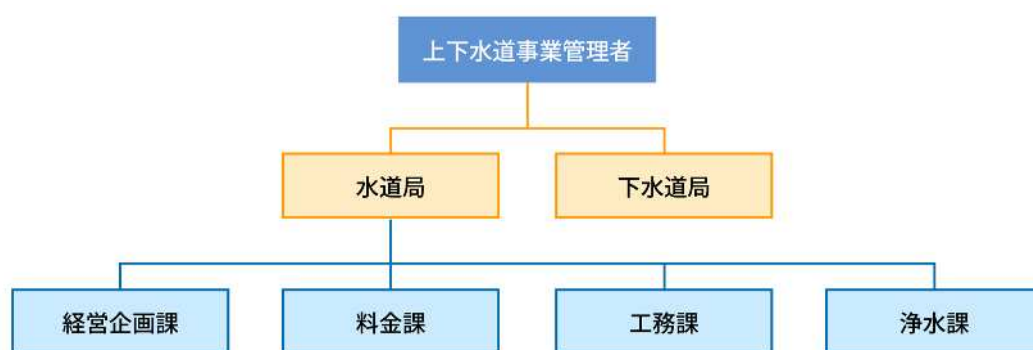 上下水道事業管理者
水道局
下水道局
経営企画課
料金課
工務課
浄水課